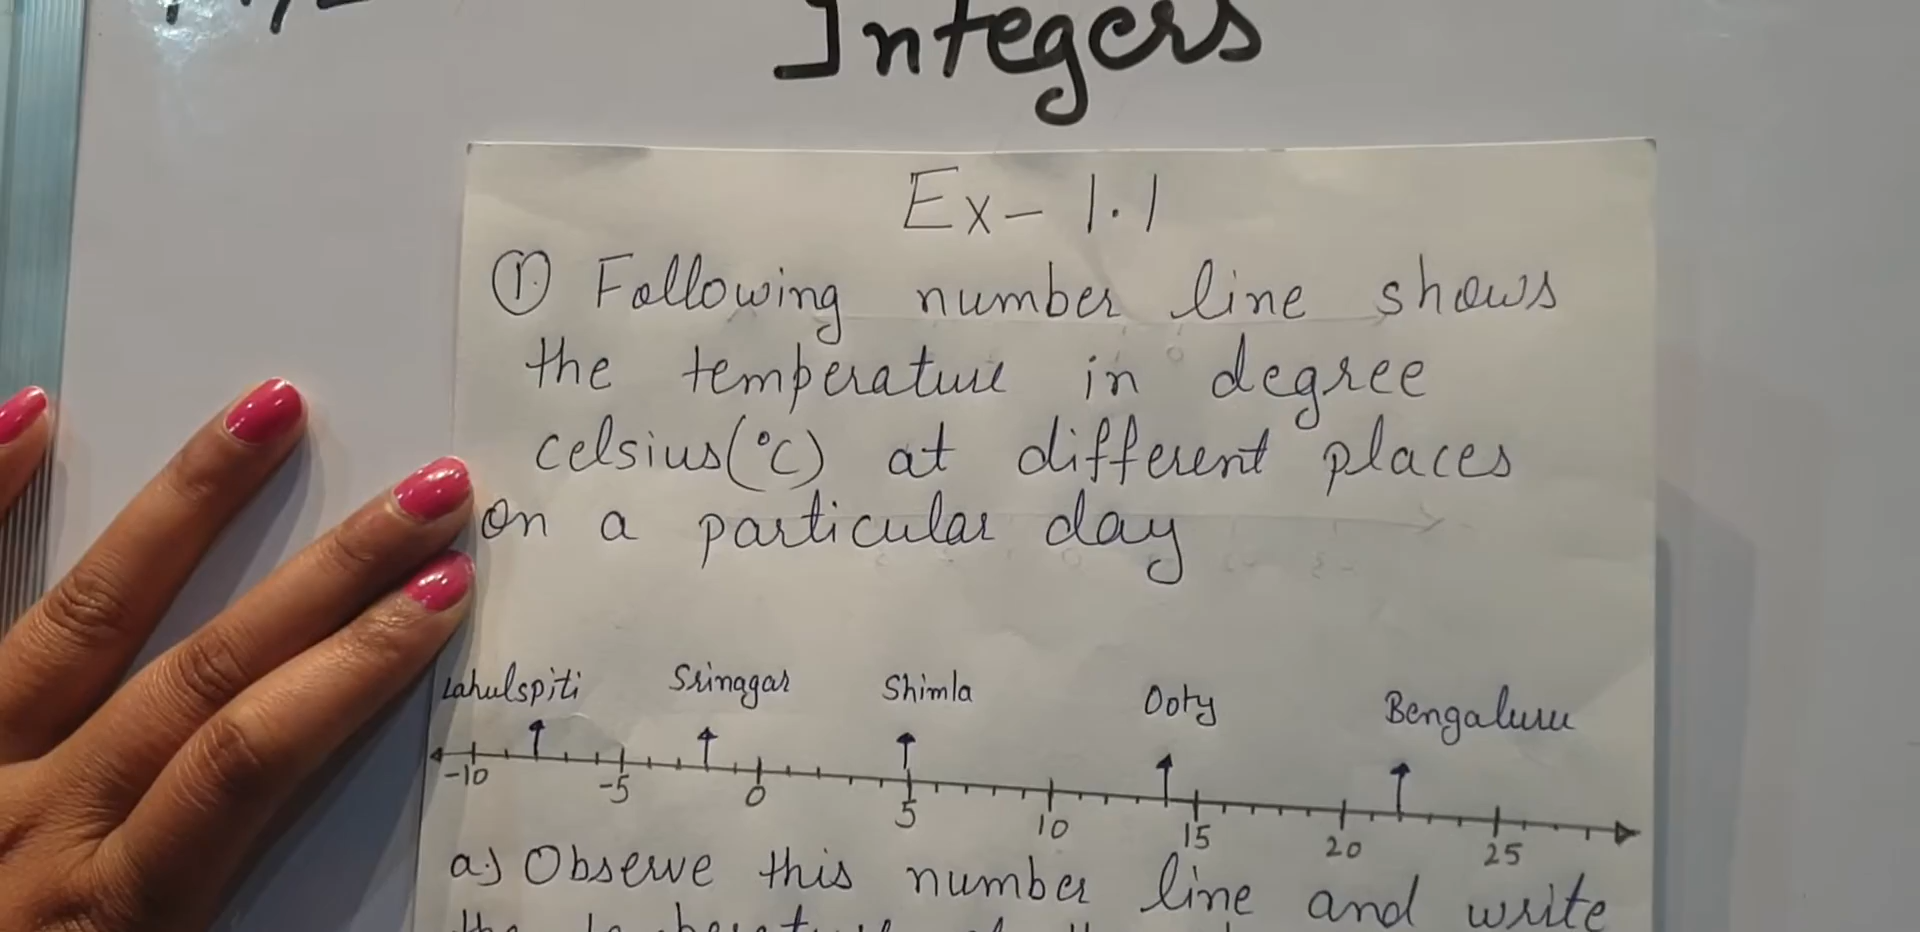 Integers
Ex- 1.1
① Following number line shows
the temperature in degree
celsius(°C) at different places
on a particular day
Lahulspiti Srinagar Shimla Ooty Bengaluru
-10 -5 0 5 10 15 20 25
a.) Observe this number line and write